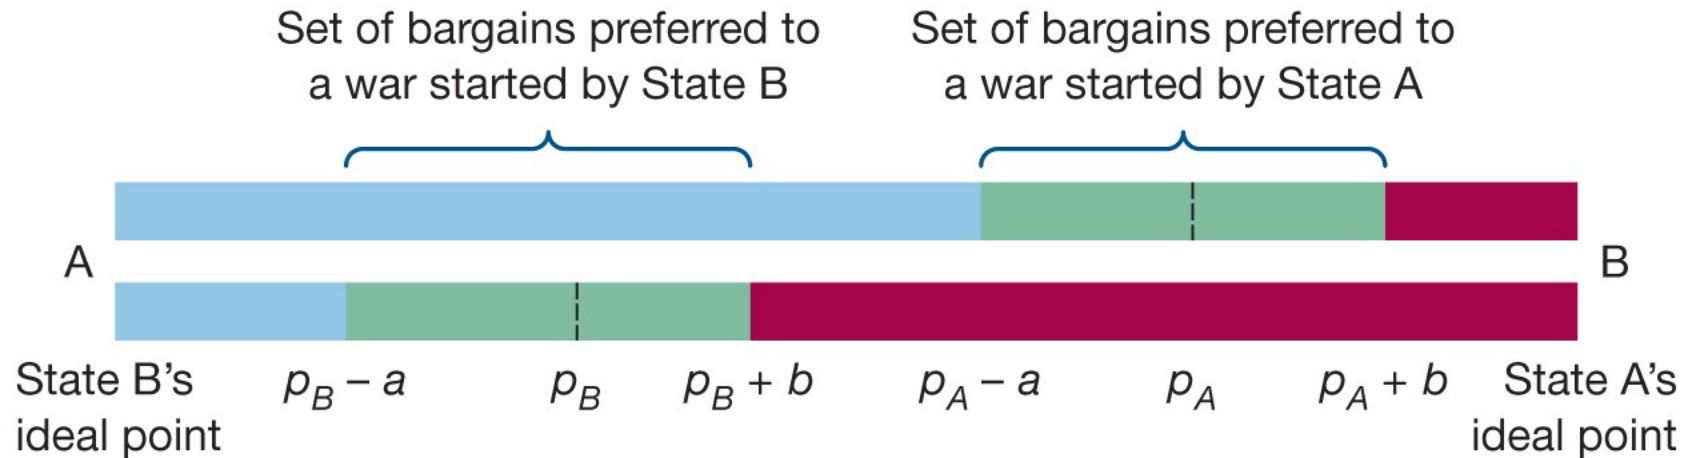 Set of bargains preferred to
a war started by State B
Set of bargains preferred to
a war started by State A
A
B
State B’s
ideal point
p_B – a
p_B
p_B + b
p_A – a
p_A
p_A + b
State A’s
ideal point